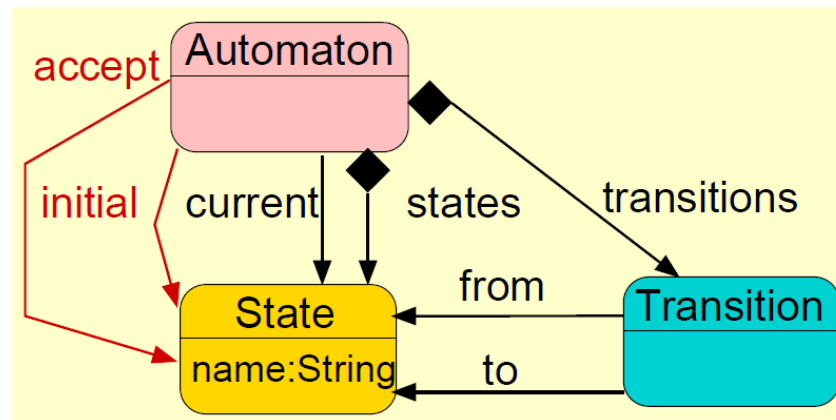 Automaton
accept
initial
current
states
transitions
from
State
Transition
name:String
to